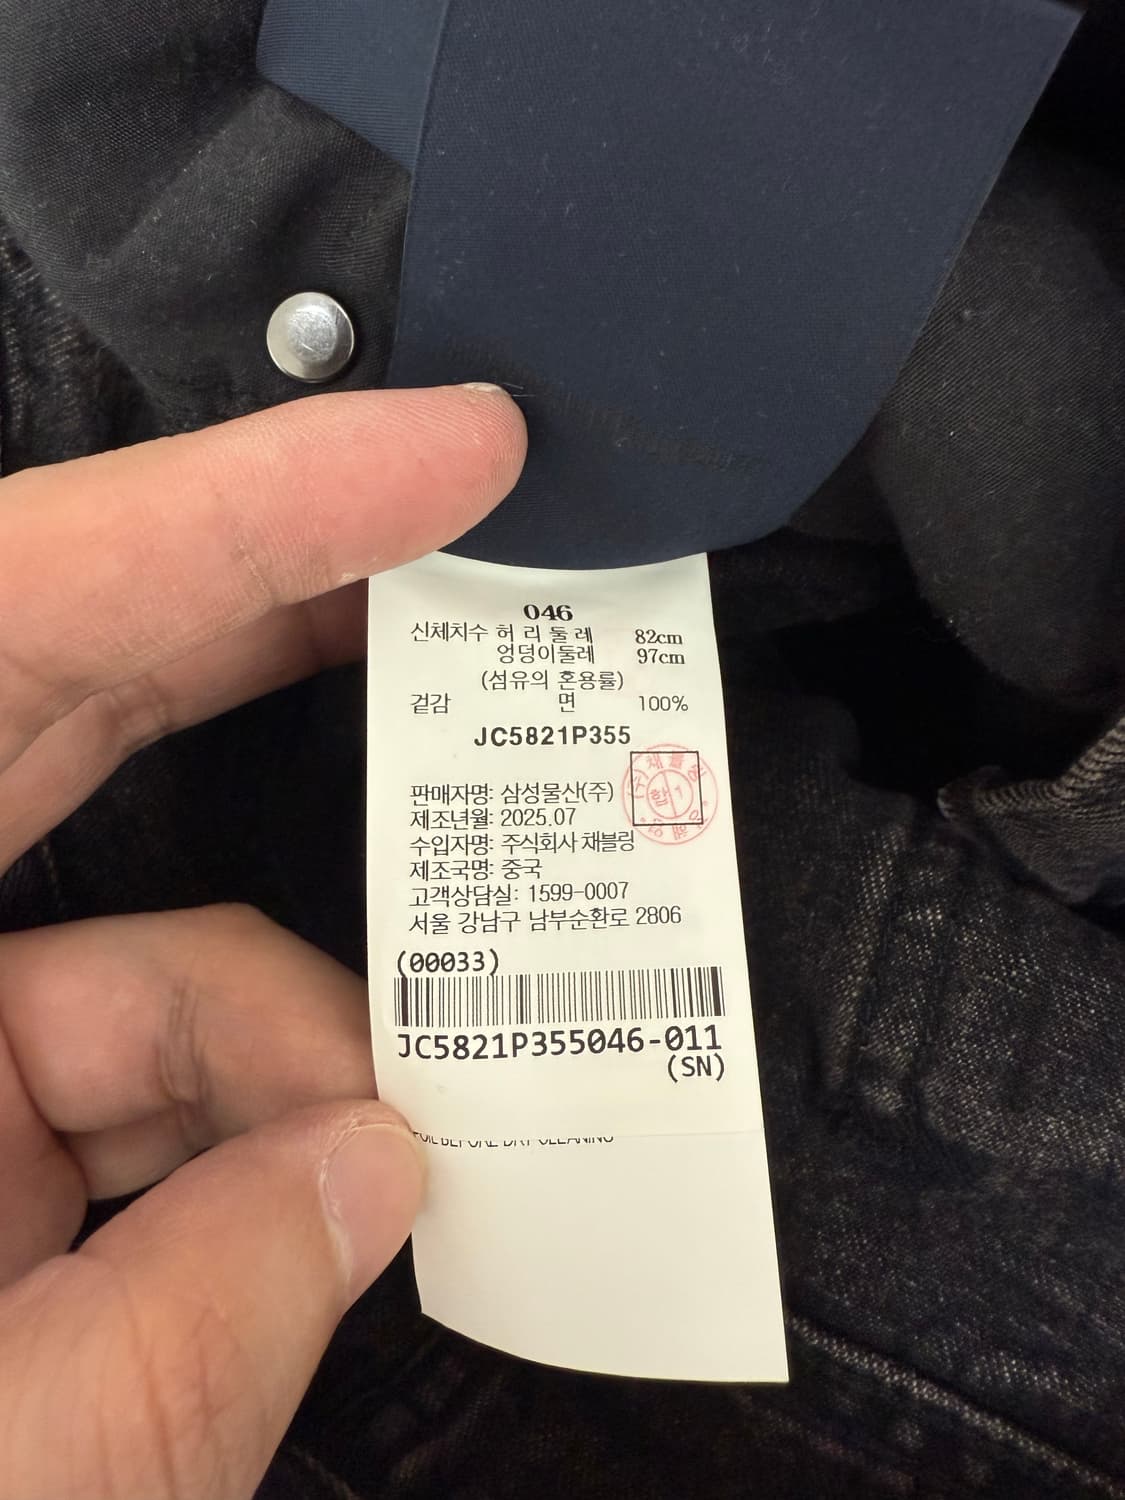 046
신체치수 허 리 둘 레 82cm
엉덩이둘레 97cm
(섬유의 혼용률)
겉감 면 100%
JC5821P355
판매자명: 삼성물산(주)
제조년월: 2025.07
수입자명: 주식회사 채블링
제조국명: 중국
고객상담실: 1599-0007
서울 강남구 남부순환로 2806
(00033)
JC5821P355046-011
(SN)
BEFORE DRY CLEANING